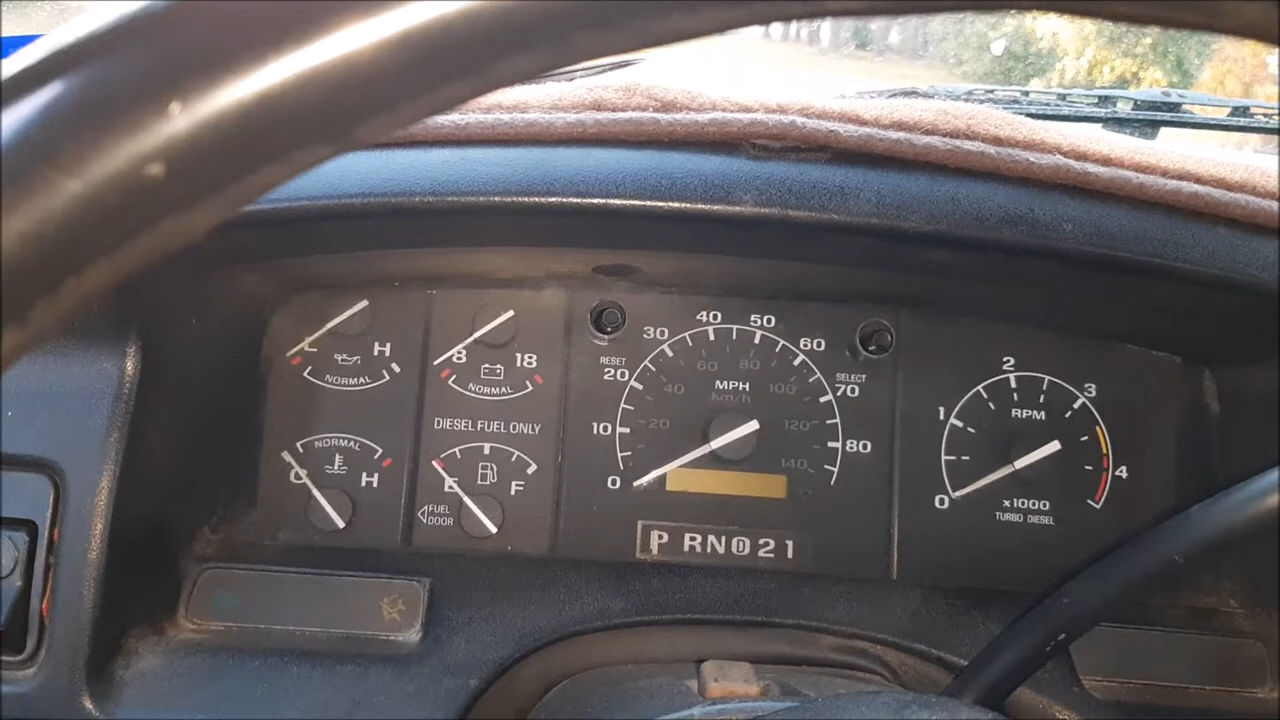 L H
NORMAL
8 18
NORMAL
DIESEL FUEL ONLY
NORMAL
C H
E F
FUEL
DOOR
RESET
SELECT
0 10 20 30 40 50 60 70 80
MPH
km/h
20 40 60 80 100 120 140
P RND21
0 1 2 3 4
RPM
x1000
TURBO DIESEL